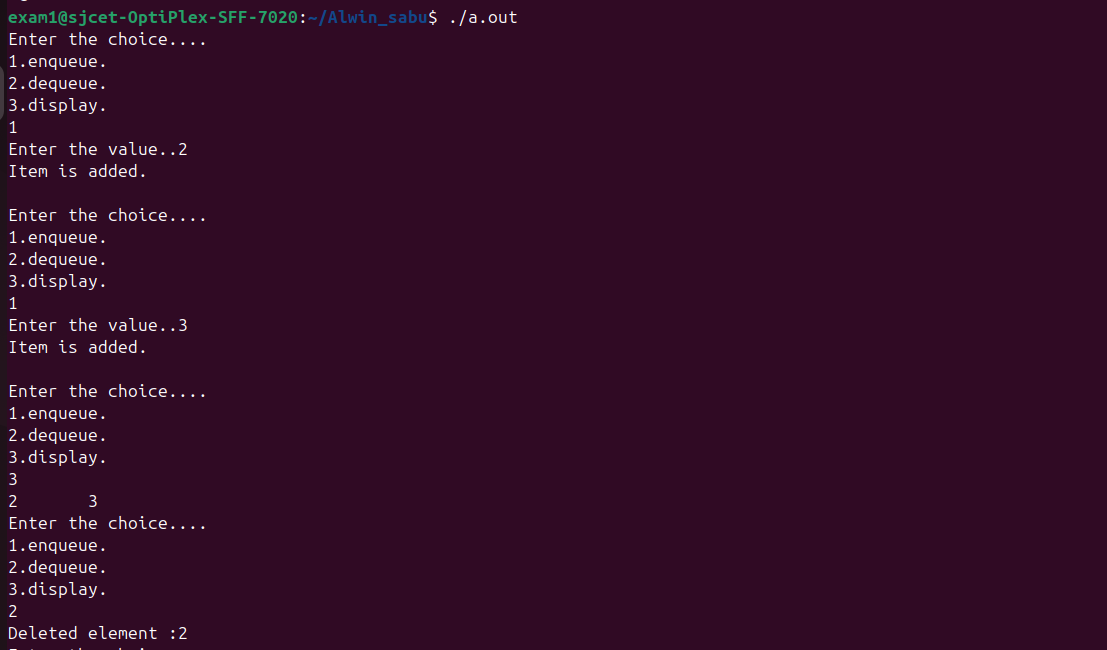 exam1@sjcet-OptiPlex-SFF-7020:~/Alwin_sabu$ ./a.out
Enter the choice....
1.enqueue.
2.dequeue.
3.display.
1
Enter the value..2
Item is added.
Enter the choice....
1.enqueue.
2.dequeue.
3.display.
1
Enter the value..3
Item is added.
Enter the choice....
1.enqueue.
2.dequeue.
3.display.
3
2       3
Enter the choice....
1.enqueue.
2.dequeue.
3.display.
2
Deleted element :2